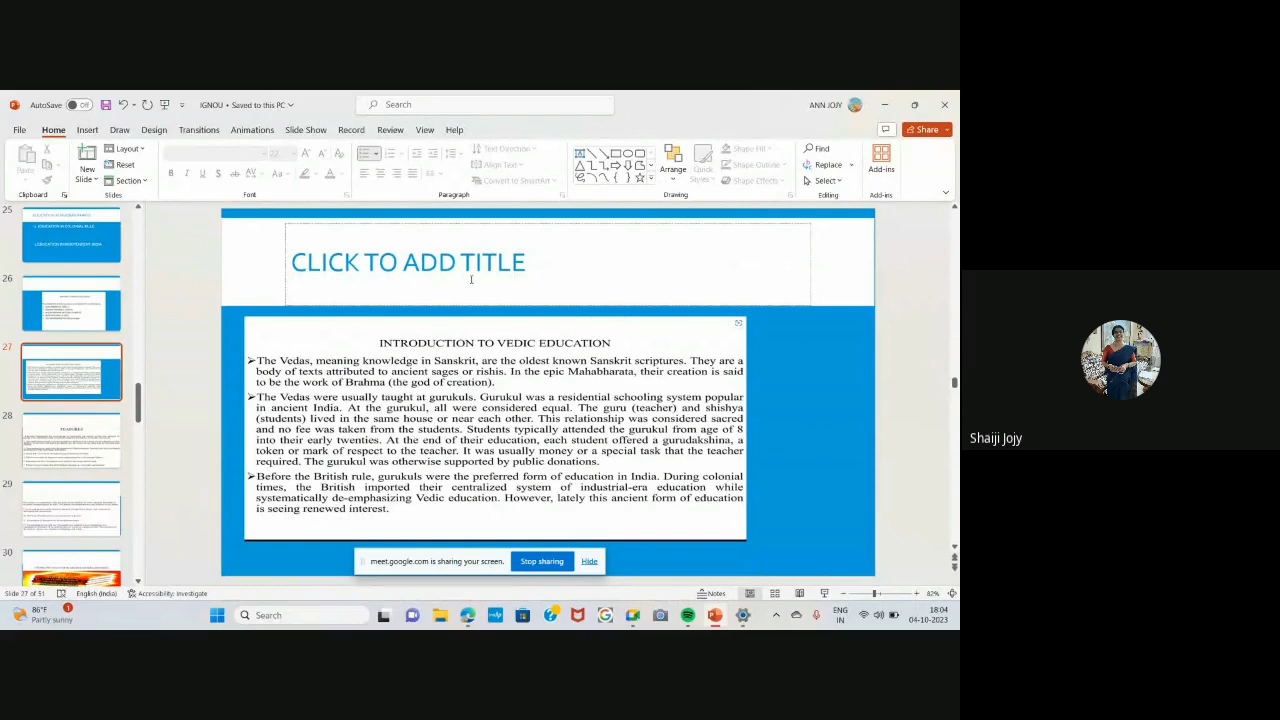 AutoSave Off IGNOU • Saved to this PC Search ANN JOJY
File Home Insert Draw Design Transitions Animations Slide Show Record Review View Help Share
Paste New Slide Layout Reset Section 22 Text Direction Align Text Convert to SmartArt Arrange Quick Styles Shape Fill Shape Outline Shape Effects Find Replace Select Add-ins
Clipboard Slides Font Paragraph Drawing Editing Add-ins
25
26
27
28
FEATURES
29
30
CLICK TO ADD TITLE
INTRODUCTION TO VEDIC EDUCATION
➢The Vedas, meaning knowledge in Sanskrit, are the oldest known Sanskrit scriptures. They are a
body of texts attributed to ancient sages or rishis. In the epic Mahabharata, their creation is said
to be the work of Brahma (the god of creation).
➢The Vedas were usually taught at gurukuls. Gurukul was a residential schooling system popular
in ancient India. At the gurukul, all were considered equal. The guru (teacher) and shishya
(students) lived in the same house or near each other. This relationship was considered sacred
and no fee was taken from the students. Students typically attended the gurukul from age of 8
into their early twenties. At the end of their education, each student offered a gurudakshina, a
token or mark of respect to the teacher. It was usually money or a special task that the teacher
required. The gurukul was otherwise supported by public donations.
➢Before the British rule, gurukuls were the preferred form of education in India. During colonial
times, the British imported their centralized system of industrial-era education while
systematically de-emphasizing Vedic education. However, lately this ancient form of education
is seeing renewed interest.
meet.google.com is sharing your screen. Stop sharing Hide
Slide 27 of 51 English (India) Accessibility: Investigate Notes 82%
86°F
Partly sunny
1
Search
ENG
IN
18:04
04-10-2023
Shaiji Jojy